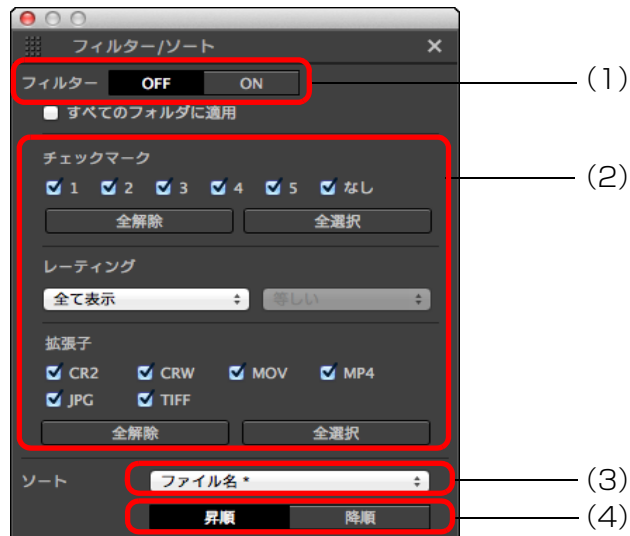 フィルター/ソート ×
フィルター OFF ON (1)
すべてのフォルダに適用
チェックマーク (2)
1 2 3 4 5 なし
全解除 全選択
レーティング
全て表示 等しい
拡張子
CR2 CRW MOV MP4
JPG TIFF
全解除 全選択
ソート ファイル名 * (3)
昇順 降順 (4)